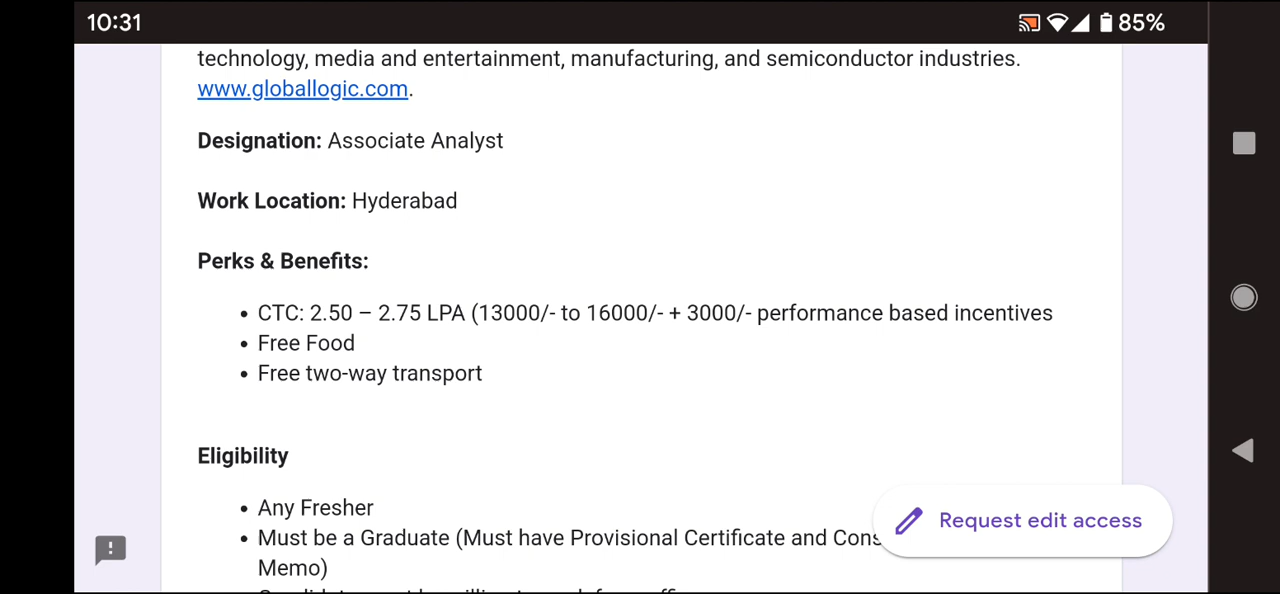 10:31
85%
technology, media and entertainment, manufacturing, and semiconductor industries.
www.globallogic.com.
Designation: Associate Analyst
Work Location: Hyderabad
Perks & Benefits:
• CTC: 2.50 – 2.75 LPA (13000/- to 16000/- + 3000/- performance based incentives
• Free Food
• Free two-way transport
Eligibility
• Any Fresher
• Must be a Graduate (Must have Provisional Certificate and
Memo)
Request edit access